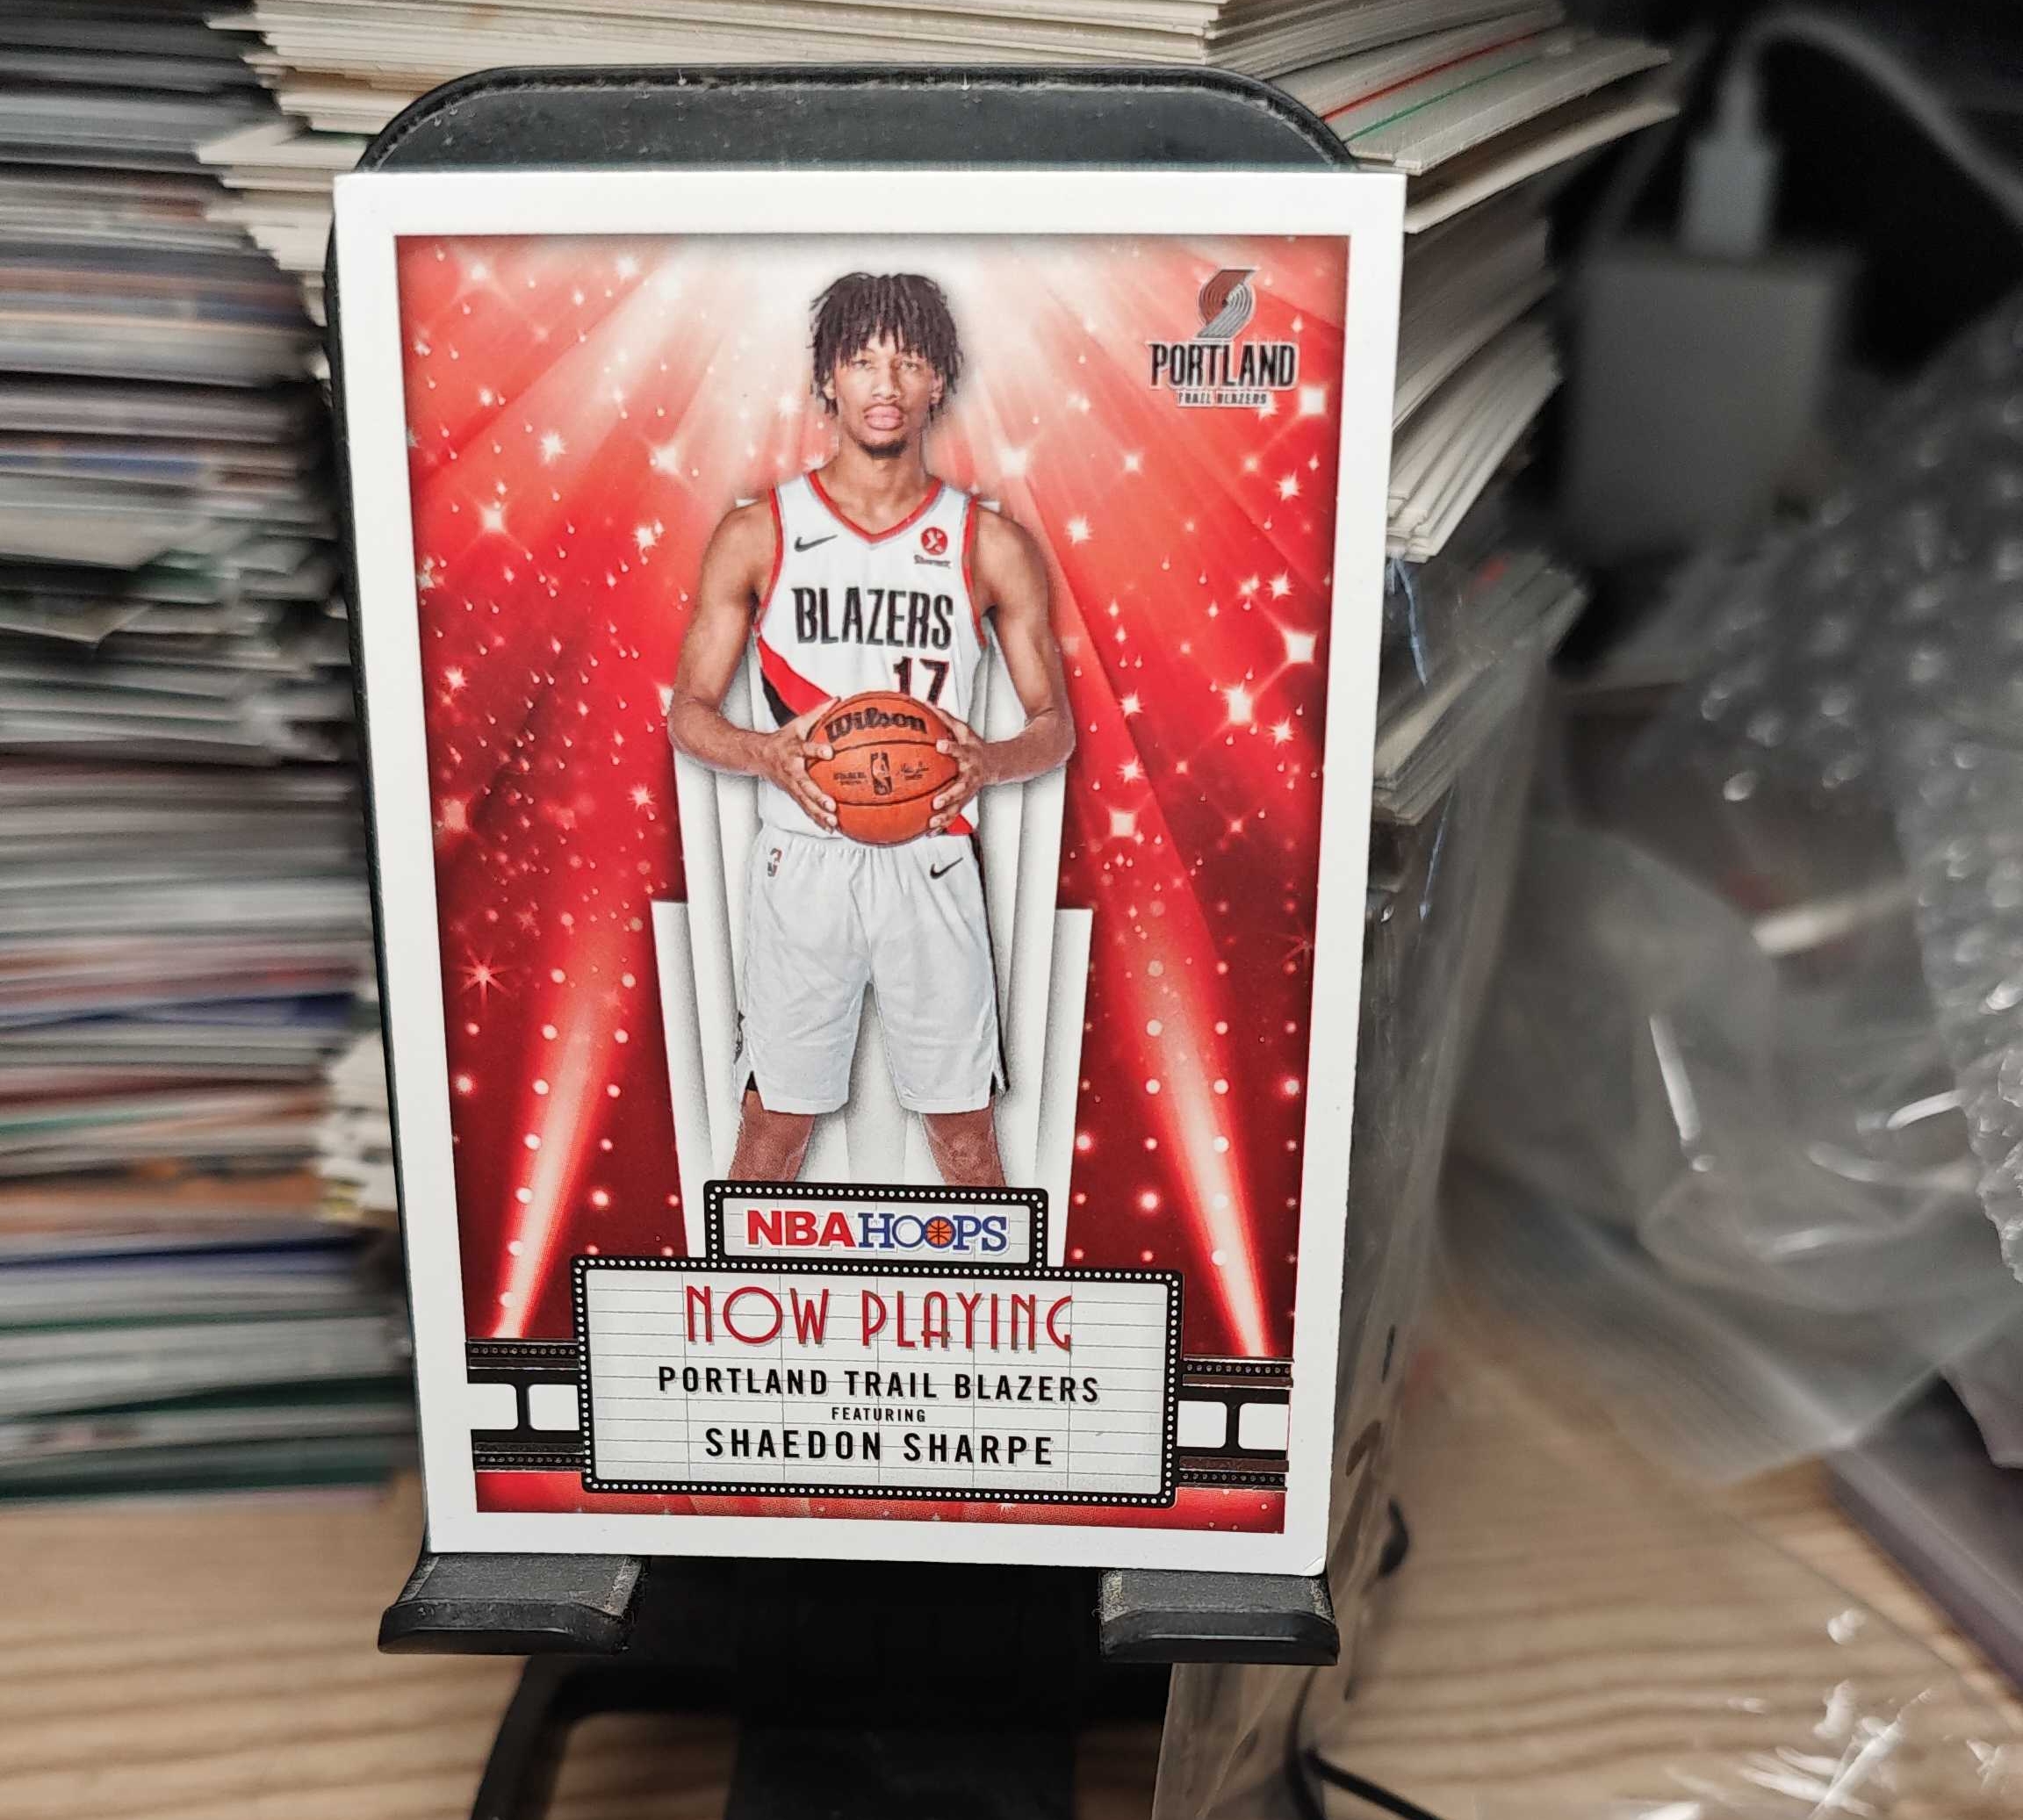 PORTLAND
TRAIL BLAZERS
BLAZERS
17
Wilson
NBA HOOPS
NOW PLAYING
PORTLAND TRAIL BLAZERS
FEATURING
SHAEDON SHARPE